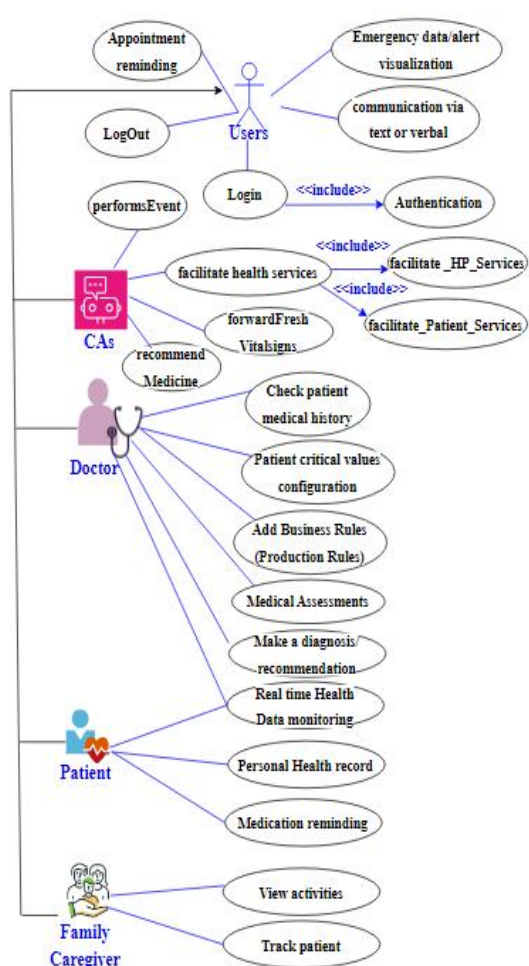 Appointment
reminding
Emergency data/alert
visualization
LogOut
Users
communication via
text or verbal
Login
<<include>>
Authentication
performsEvent
facilitate health services
<<include>>
facilitate _HP_Services
<<include>>
facilitate_Patient_Services
CAs
forwardFresh
Vitalsigns
recommend
Medicine
Check patient
medical history
Doctor
Patient critical values
configuration
Add Business Rules
(Production Rules)
Medical Assessments
Make a diagnosis/
recommendation
Real time Health
Data monitoring
Patient
Personal Health record
Medication reminding
View activities
Family
Caregiver
Track patient